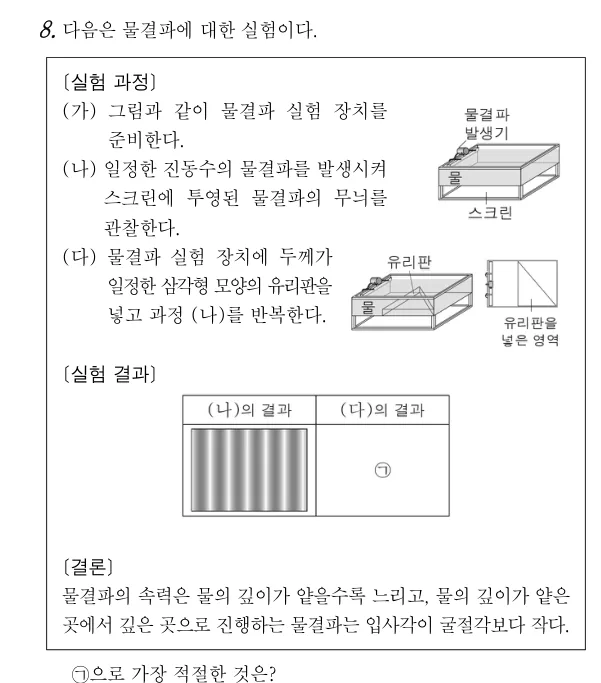 8. 다음은 물결파에 대한 실험이다.
〔실험 과정〕
(가) 그림과 같이 물결파 실험 장치를
준비한다.
(나) 일정한 진동수의 물결파를 발생시켜
스크린에 투영된 물결파의 무늬를
관찰한다.
물결파
발생기
물
스크린
(다) 물결파 실험 장치에 두께가
일정한 삼각형 모양의 유리판을
넣고 과정 (나)를 반복한다.
유리판
물
유리판을
넣은 영역
〔실험 결과〕
(나)의 결과 (다)의 결과
㉠
〔결론〕
물결파의 속력은 물의 깊이가 얕을수록 느리고, 물의 깊이가 얕은
곳에서 깊은 곳으로 진행하는 물결파는 입사각이 굴절각보다 작다.
㉠으로 가장 적절한 것은?